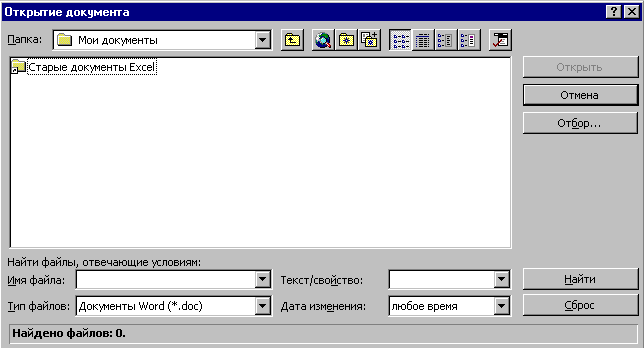 Открытие документа
Папка: Мои документы
Старые документы Excel
Открыть
Отмена
Отбор...
Найти файлы, отвечающие условиям:
Имя файла: Текст/свойство: Найти
Тип файлов: Документы Word (*.doc) Дата изменения: любое время Сброс
Найдено файлов: 0.